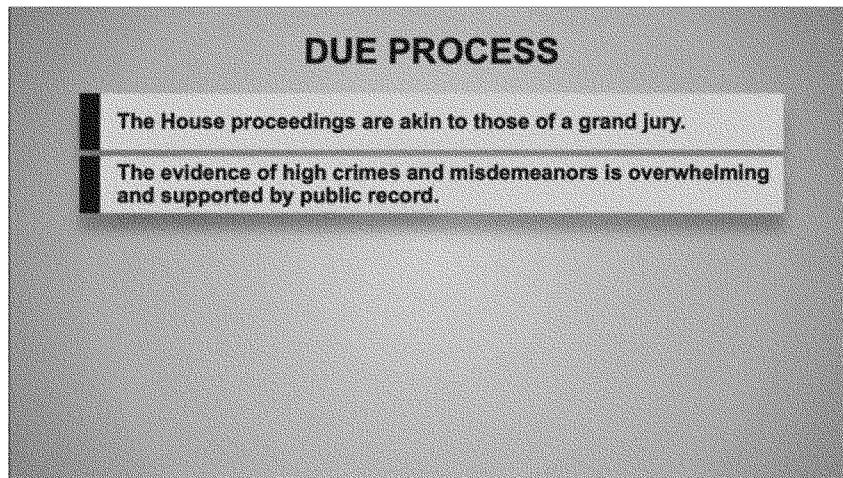 DUE PROCESS
The House proceedings are akin to those of a grand jury.
The evidence of high crimes and misdemeanors is overwhelming
and supported by public record.